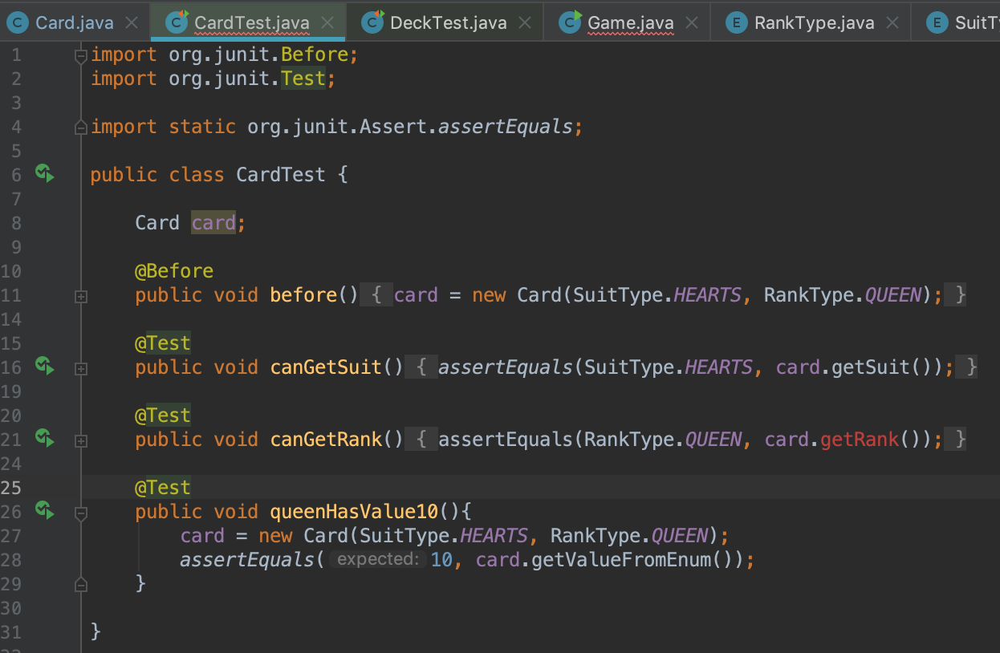 C Card.java × C CardTest.java × C DeckTest.java × C Game.java × E RankType.java × E SuitT
1 import org.junit.Before;
2 import org.junit.Test;
3
4 import static org.junit.Assert.assertEquals;
5
6 public class CardTest {
7
8 Card card;
9
10 @Before
11 public void before() { card = new Card(SuitType.HEARTS, RankType.QUEEN); }
14
15 @Test
16 public void canGetSuit() { assertEquals(SuitType.HEARTS, card.getSuit()); }
19
20 @Test
21 public void canGetRank() { assertEquals(RankType.QUEEN, card.getRank()); }
24
25 @Test
26 public void queenHasValue10(){
27 card = new Card(SuitType.HEARTS, RankType.QUEEN);
28 assertEquals( expected: 10, card.getValueFromEnum());
29 }
30
31 }